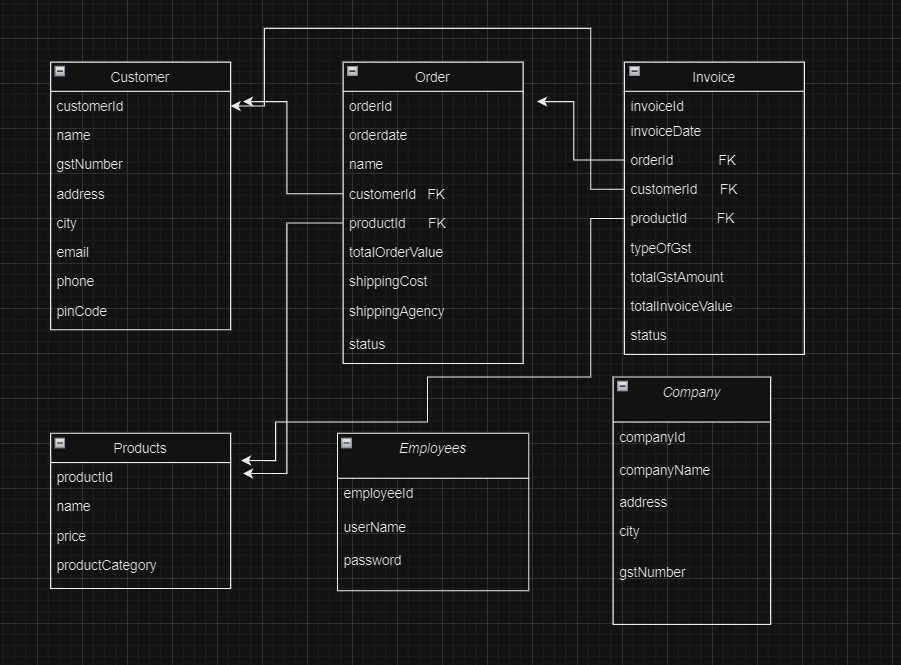 Customer
customerId
name
gstNumber
address
city
email
phone
pinCode
Order
orderId
orderdate
name
customerId FK
productId FK
totalOrderValue
shippingCost
shippingAgency
status
Invoice
invoiceId
invoiceDate
orderId FK
customerId FK
productId FK
typeOfGst
totalGstAmount
totalInvoiceValue
status
Products
productId
name
price
productCategory
Employees
employeeId
userName
password
Company
companyId
companyName
address
city
gstNumber